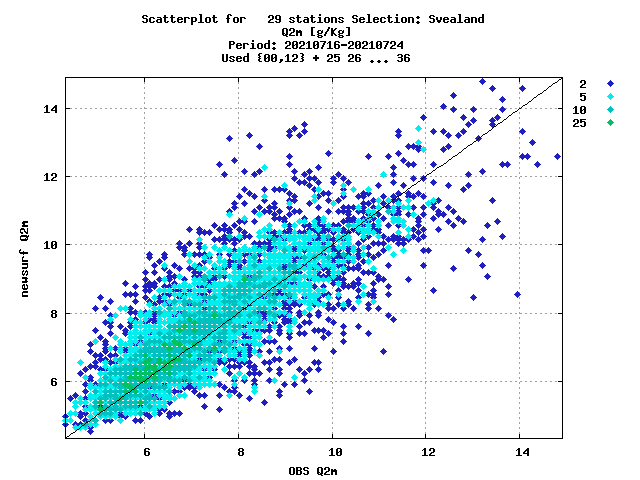 Scatterplot for   29 stations Selection: Svealand
Q2m [g/Kg]
Period: 20210716-20210724
Used {00,12} + 25 26 ... 36
2
5
10
25
newsurf Q2m
14
12
10
8
6
6 8 10 12 14
OBS Q2m